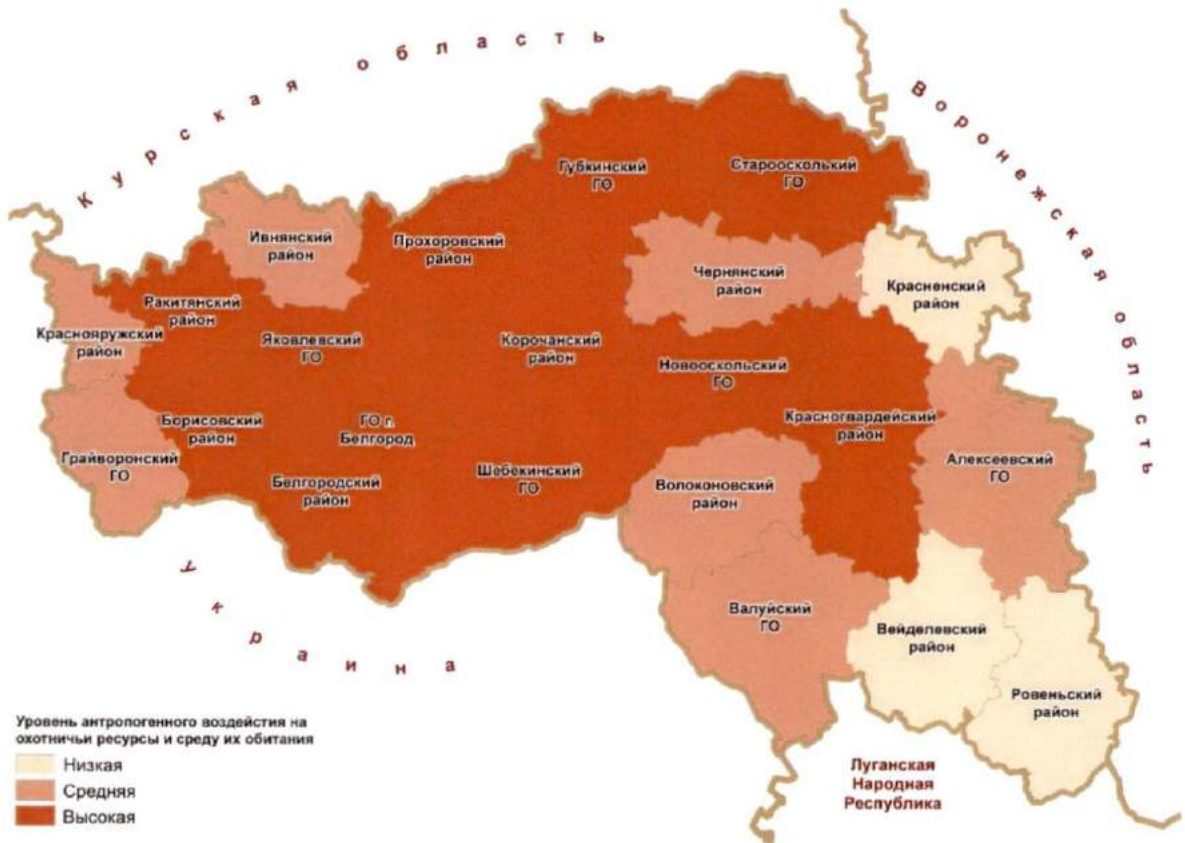 Курская область
Воронежская область
Губкинский
ГО
Старооскольский
ГО
Ивнянский
район
Прохоровский
район
Чернянский
район
Красненский
район
Ракитянский
район
Краснояружский
район
Яковлевский
ГО
Корочанский
район
Новооскольский
ГО
Борисовский
район
ГО г.
Белгород
Красногвардейский
район
Грайворонский
ГО
Белгородский
район
Шебекинский
ГО
Волоконовский
район
Алексеевский
ГО
Украина
Валуйский
ГО
Вейделевский
район
Ровеньский
район
Луганская
Народная
Республика
Уровень антропогенного воздействия на
охотничьи ресурсы и среду их обитания
Низкая
Средняя
Высокая